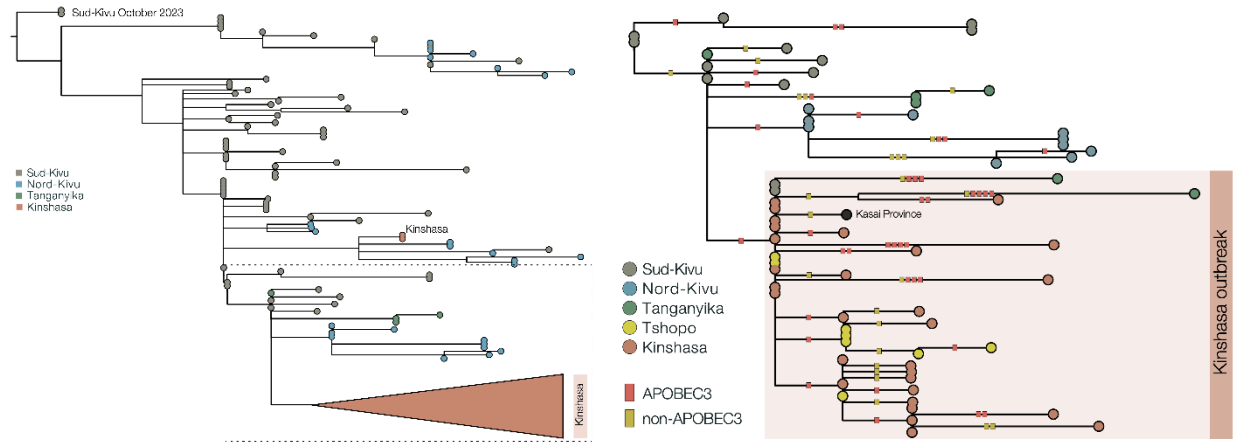 Sud-Kivu October 2023
Sud-Kivu
Nord-Kivu
Tanganyika
Kinshasa
Kinshasa
Kinshasa
Kasai Province
Sud-Kivu
Nord-Kivu
Tanganyika
Tshopo
Kinshasa
APOBEC3
non-APOBEC3
Kinshasa outbreak